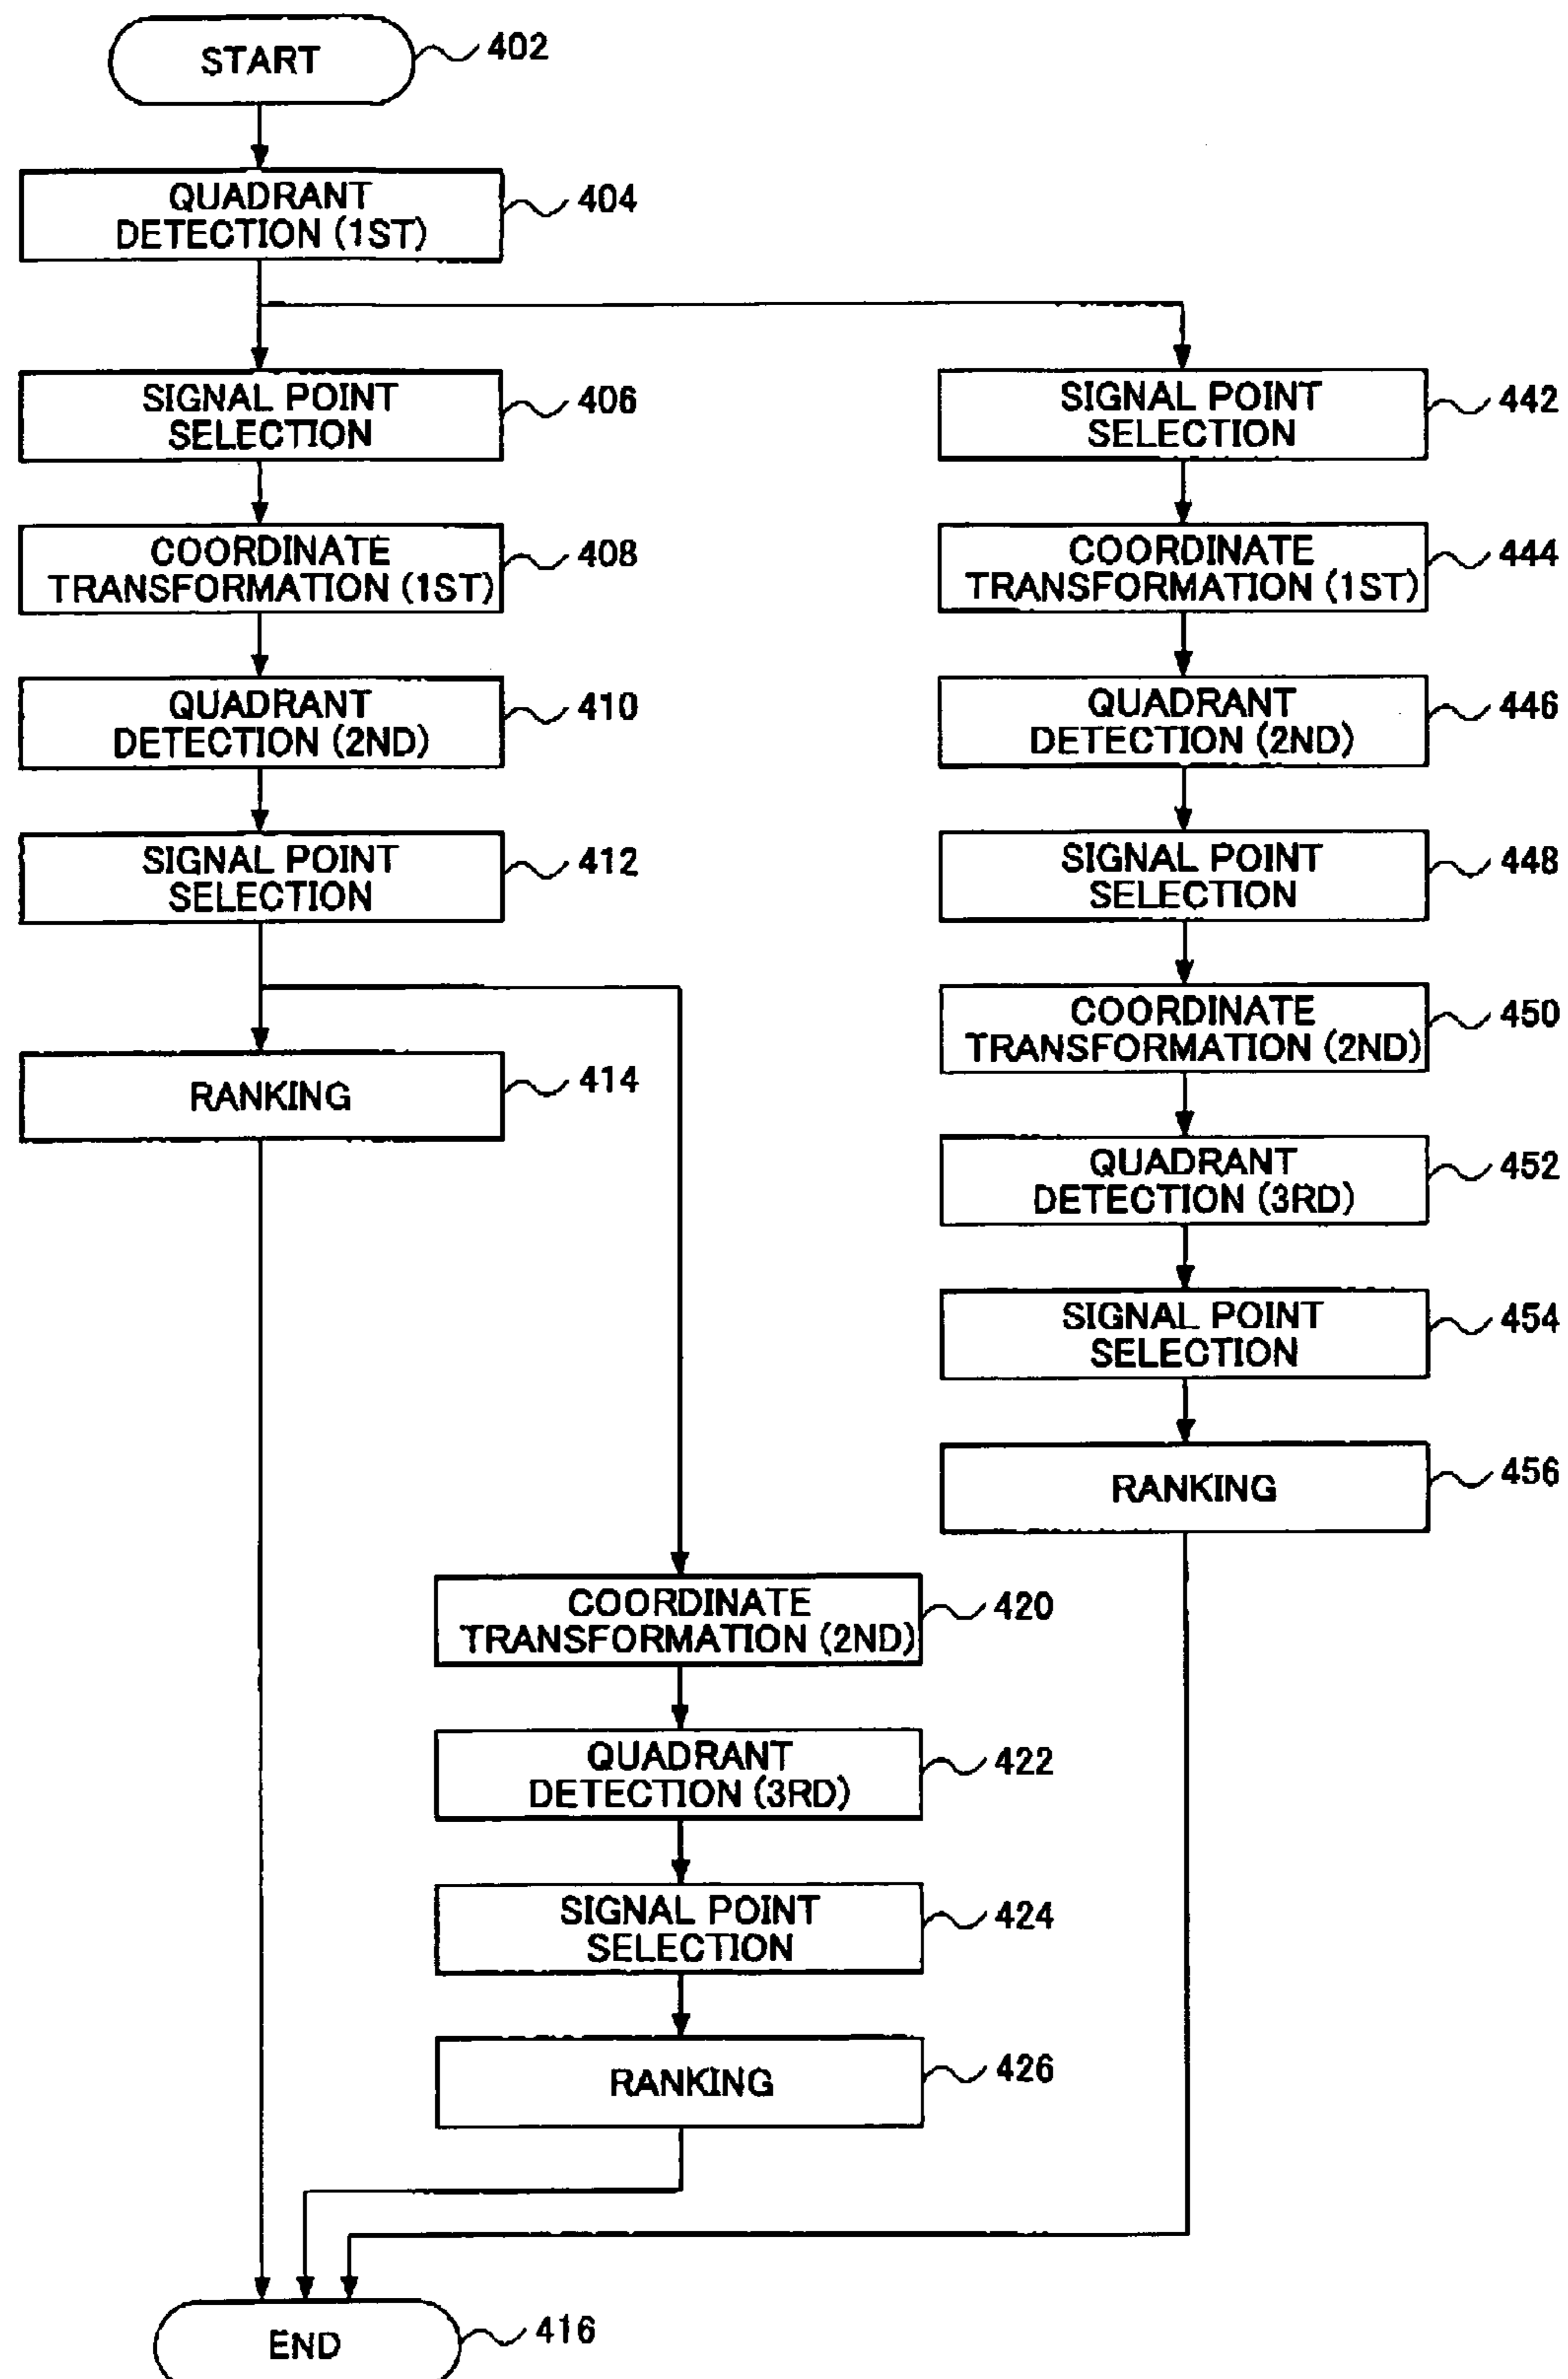 START
402
QUADRANT
DETECTION (1ST)
404
SIGNAL POINT
SELECTION
406
COORDINATE
TRANSFORMATION (1ST)
408
QUADRANT
DETECTION (2ND)
410
SIGNAL POINT
SELECTION
412
RANKING
414
SIGNAL POINT
SELECTION
442
COORDINATE
TRANSFORMATION (1ST)
444
QUADRANT
DETECTION (2ND)
446
SIGNAL POINT
SELECTION
448
COORDINATE
TRANSFORMATION (2ND)
450
QUADRANT
DETECTION (3RD)
452
SIGNAL POINT
SELECTION
454
RANKING
456
COORDINATE
TRANSFORMATION (2ND)
420
QUADRANT
DETECTION (3RD)
422
SIGNAL POINT
SELECTION
424
RANKING
426
END
416